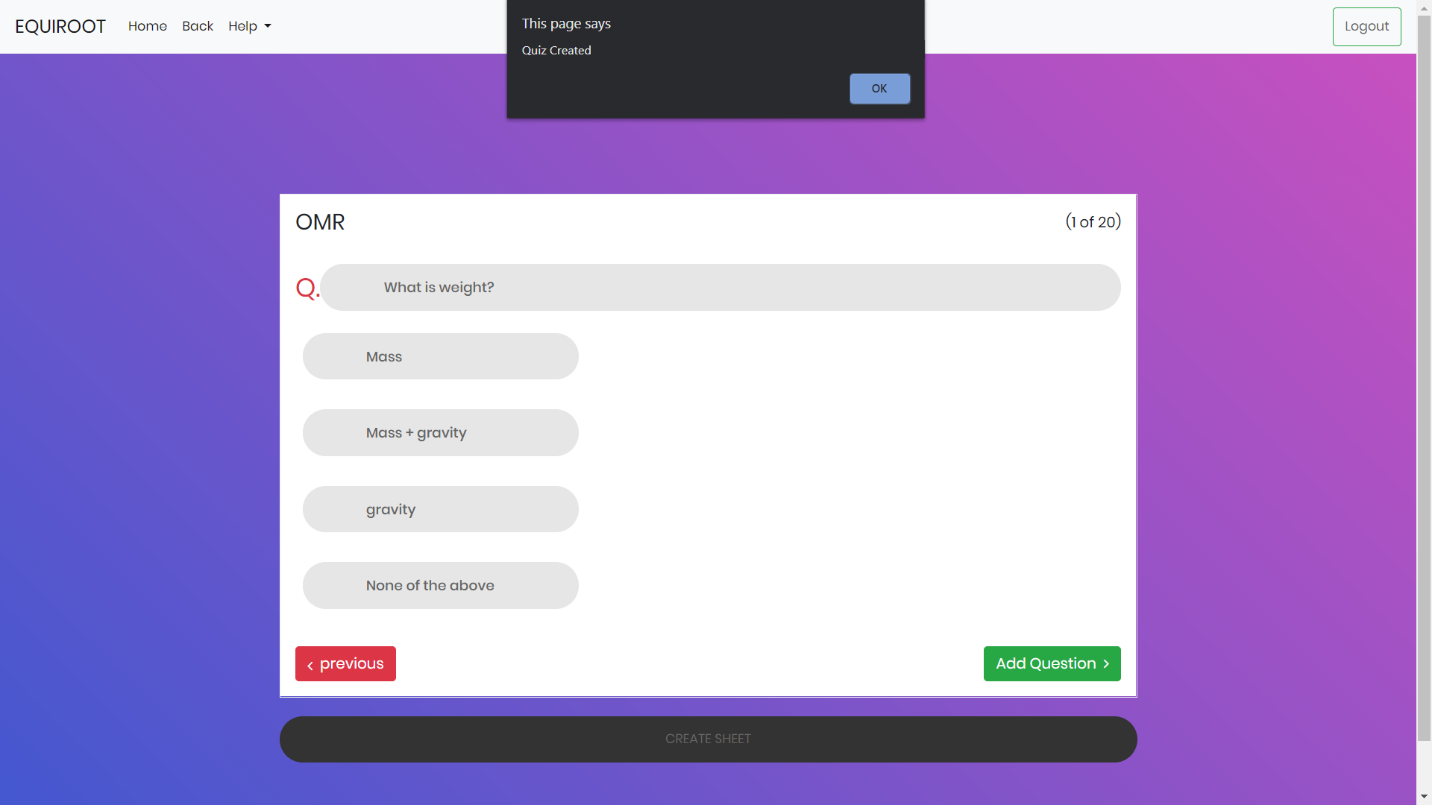 EQUIROOT Home Back Help Logout
This page says
Quiz Created
OK
OMR (1 of 20)
Q. What is weight?
Mass
Mass + gravity
gravity
None of the above
‹ previous Add Question ›
CREATE SHEET